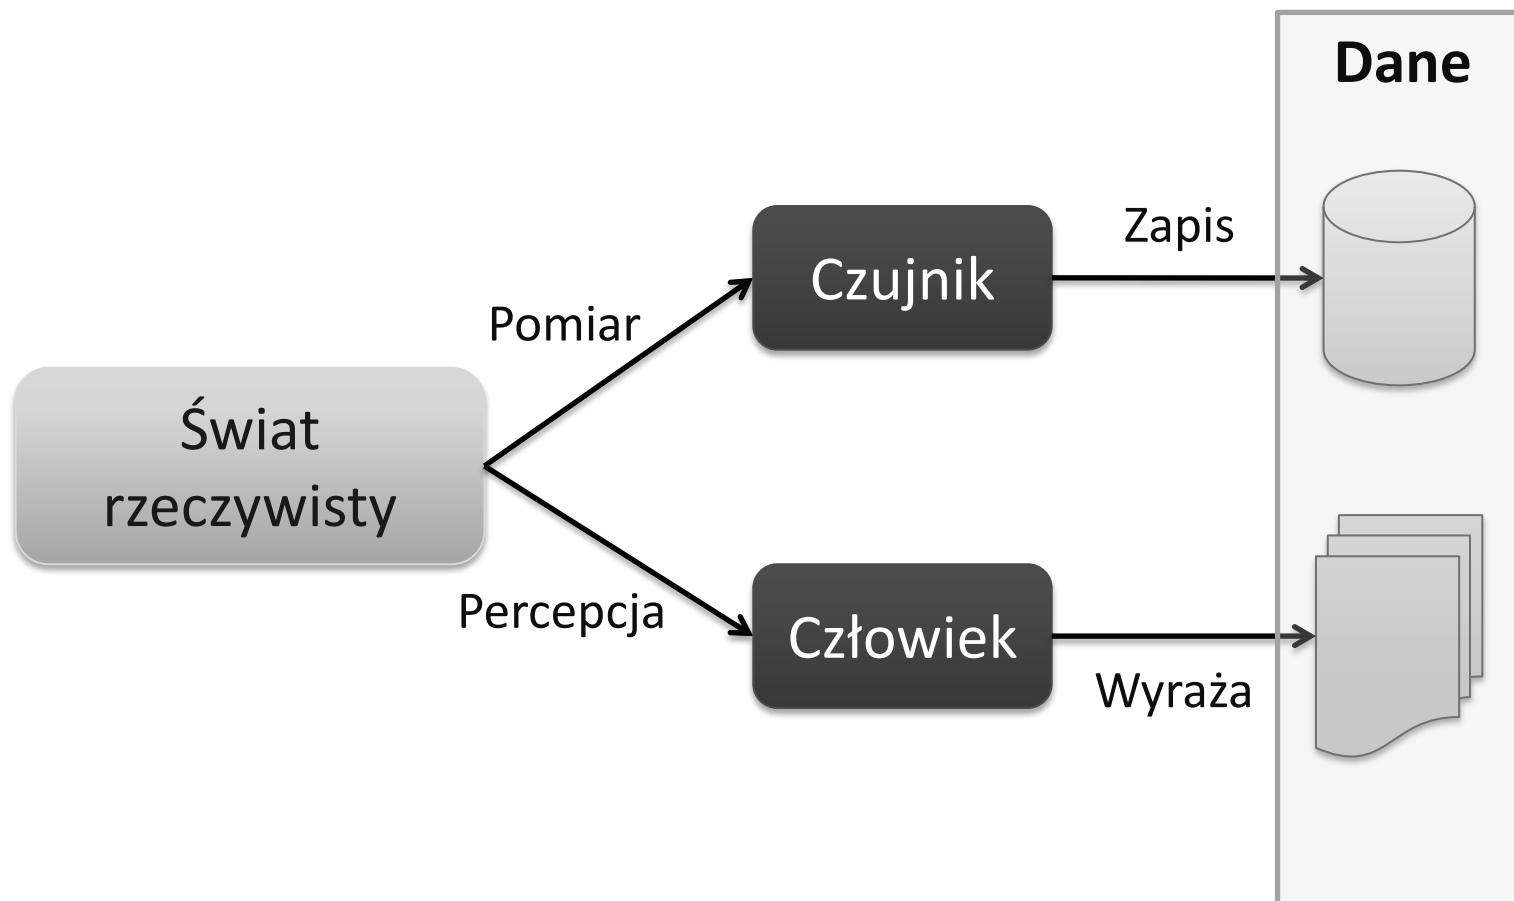 Dane
Zapis
Czujnik
Pomiar
Świat
rzeczywisty
Percepcja
Człowiek
Wyraża